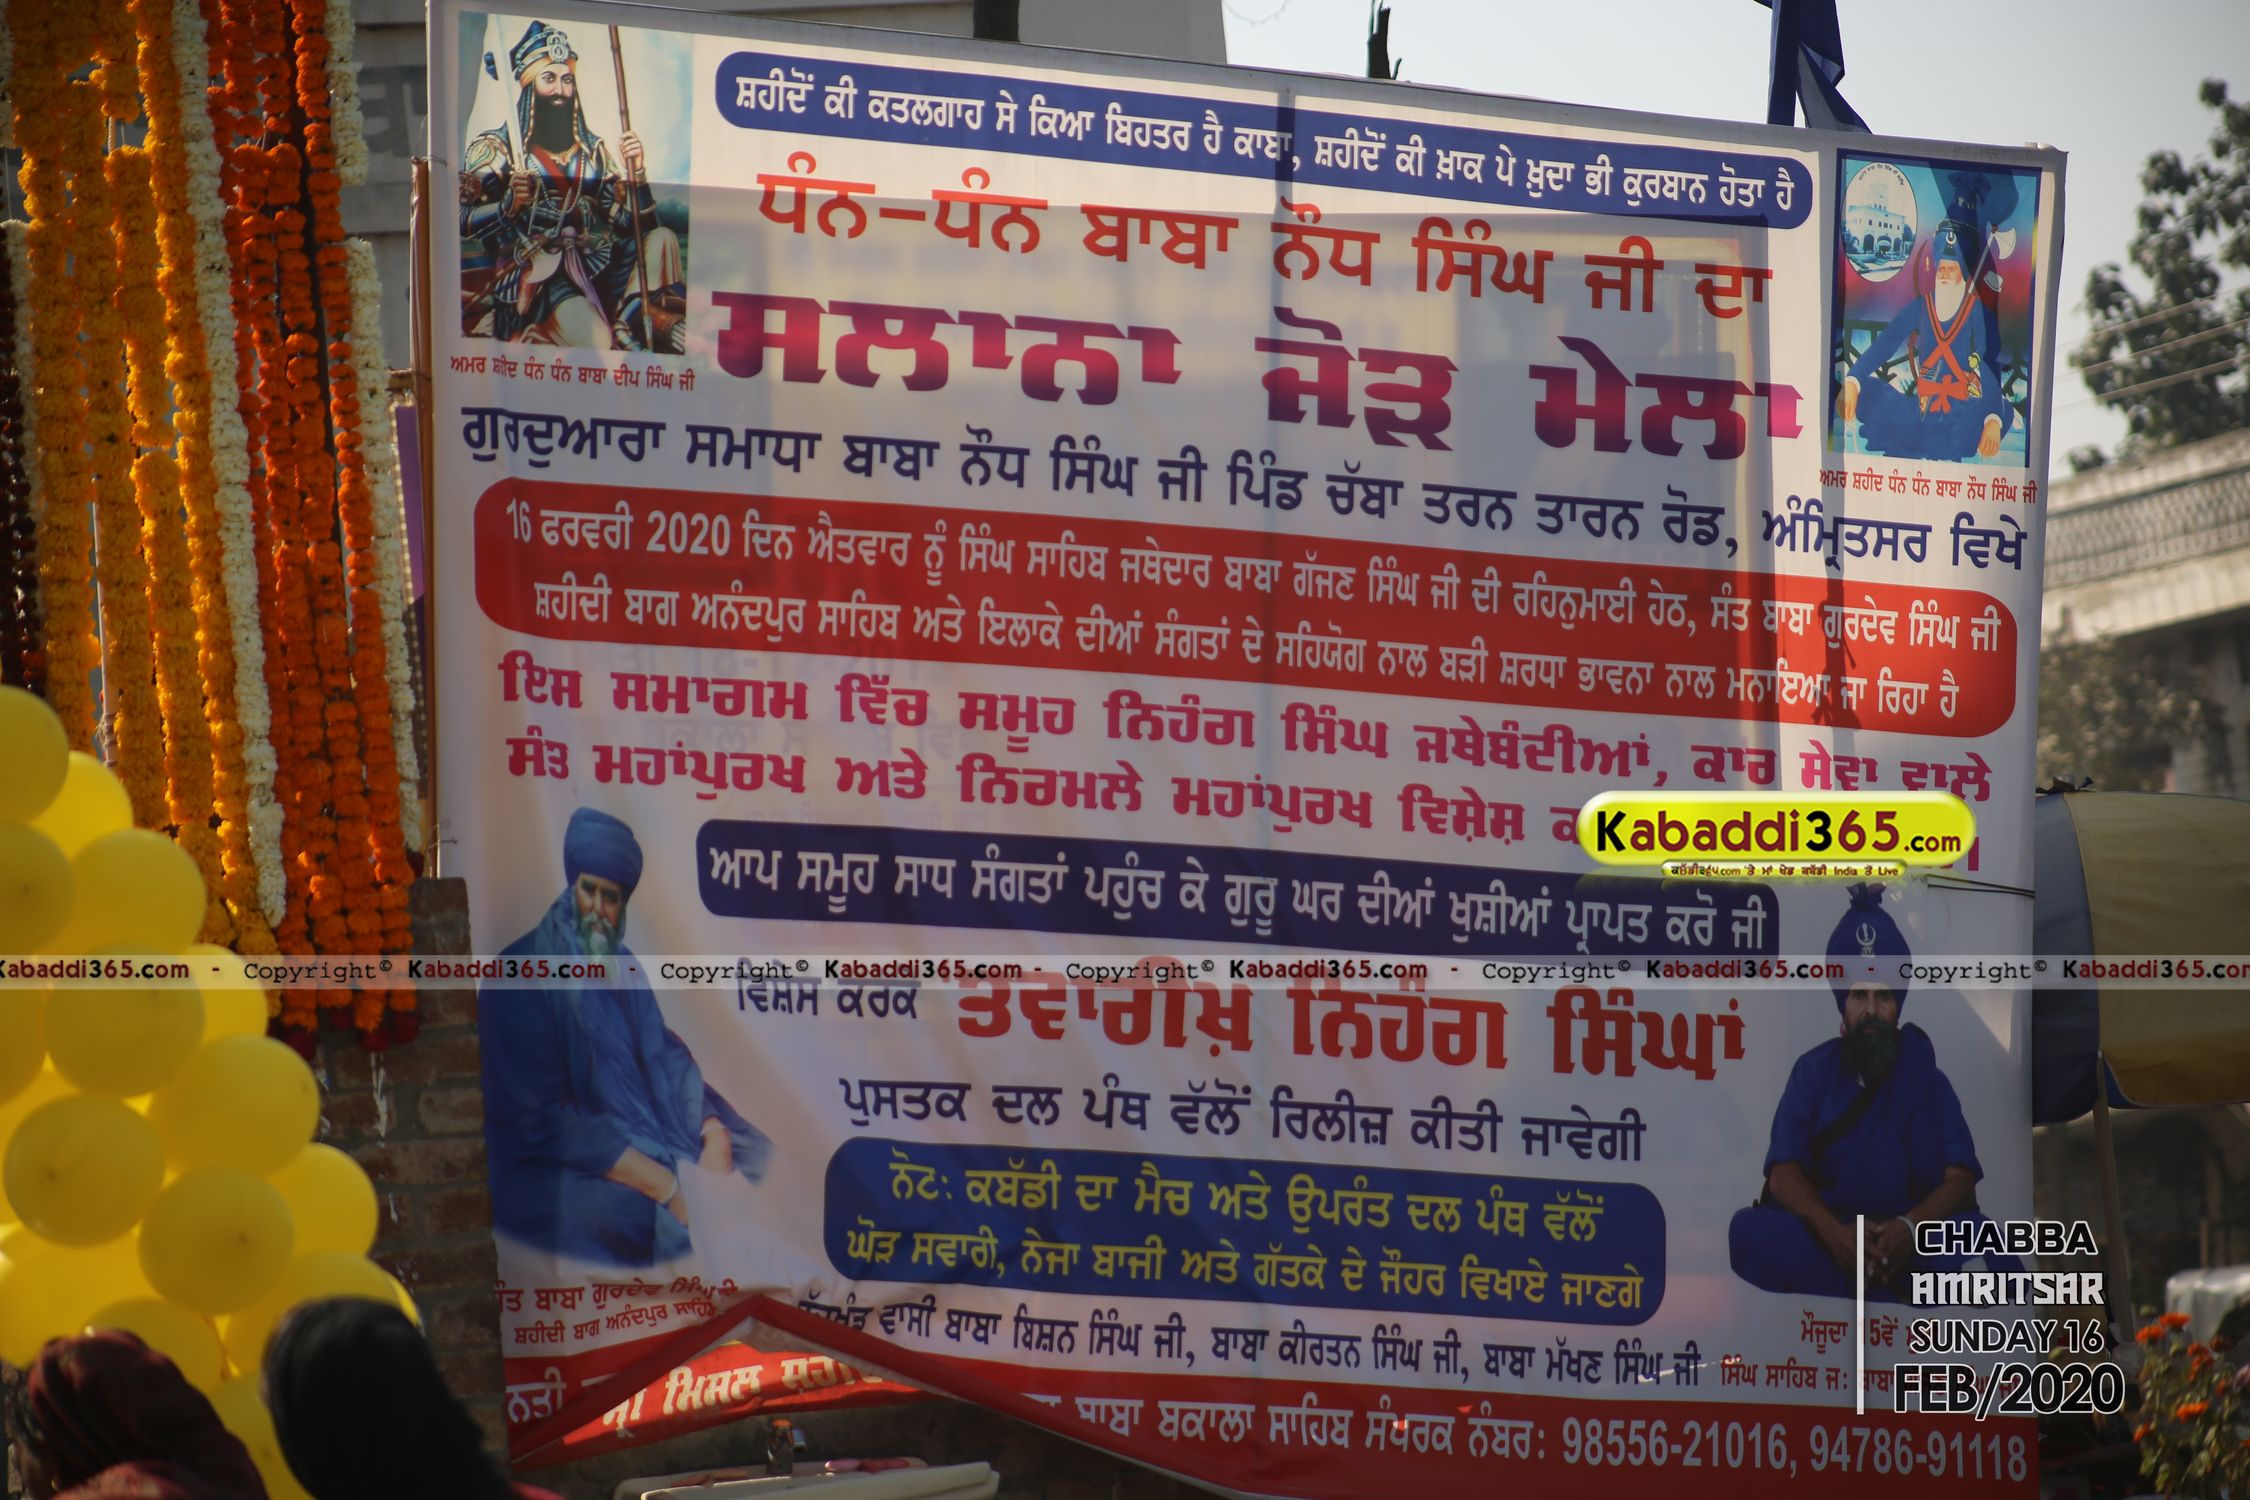 ਸ਼ਹੀਦੋਂ ਕੀ ਕਤਲਗਾਹ ਸੇ ਕਿਆ ਬਿਹਤਰ ਹੈ ਕਾਬਾ, ਸ਼ਹੀਦੋਂ ਕੀ ਖ਼ਾਕ ਪੇ ਖ਼ੁਦਾ ਭੀ ਕੁਰਬਾਨ ਹੋਤਾ ਹੈ
ਧੰਨ-ਧੰਨ ਬਾਬਾ ਨੌਧ ਸਿੰਘ ਜੀ ਦਾ
ਸਲਾਨਾ ਜੋੜ ਮੇਲਾ
ਅਮਰ ਸ਼ਹੀਦ ਧੰਨ ਧੰਨ ਬਾਬਾ ਦੀਪ ਸਿੰਘ ਜੀ
ਅਮਰ ਸ਼ਹੀਦ ਧੰਨ ਧੰਨ ਬਾਬਾ ਨੌਧ ਸਿੰਘ ਜੀ
ਗੁਰਦੁਆਰਾ ਸਮਾਧਾ ਬਾਬਾ ਨੌਧ ਸਿੰਘ ਜੀ ਪਿੰਡ ਚੱਬਾ ਤਰਨ ਤਾਰਨ ਰੋਡ, ਅੰਮ੍ਰਿਤਸਰ ਵਿਖੇ
16 ਫਰਵਰੀ 2020 ਦਿਨ ਐਤਵਾਰ ਨੂੰ ਸਿੰਘ ਸਾਹਿਬ ਜਥੇਦਾਰ ਬਾਬਾ ਗੱਜਣ ਸਿੰਘ ਜੀ ਦੀ ਰਹਿਨੁਮਾਈ ਹੇਠ, ਸੰਤ ਬਾਬਾ ਗੁਰਦੇਵ ਸਿੰਘ ਜੀ
ਸ਼ਹੀਦੀ ਬਾਗ ਅਨੰਦਪੁਰ ਸਾਹਿਬ ਅਤੇ ਇਲਾਕੇ ਦੀਆਂ ਸੰਗਤਾਂ ਦੇ ਸਹਿਯੋਗ ਨਾਲ ਬੜੀ ਸ਼ਰਧਾ ਭਾਵਨਾ ਨਾਲ ਮਨਾਇਆ ਜਾ ਰਿਹਾ ਹੈ
ਇਸ ਸਮਾਗਮ ਵਿੱਚ ਸਮੂਹ ਨਿਹੰਗ ਸਿੰਘ ਜਥੇਬੰਦੀਆਂ, ਕਾਰ ਸੇਵਾ ਵਾਲੇ
ਸੰਤ ਮਹਾਂਪੁਰਖ ਅਤੇ ਨਿਰਮਲੇ ਮਹਾਂਪੁਰਖ ਵਿਸ਼ੇਸ਼
Kabaddi365.com
ਆਪ ਸਮੂਹ ਸਾਧ ਸੰਗਤਾਂ ਪਹੁੰਚ ਕੇ ਗੁਰੂ ਘਰ ਦੀਆਂ ਖੁਸ਼ੀਆਂ ਪ੍ਰਾਪਤ ਕਰੋ ਜੀ
Kabaddi365.com - Copyright© Kabaddi365.com - Copyright© Kabaddi365.com - Copyright© Kabaddi365.com - Copyright© Kabaddi365.com - Copyright© Kabaddi365.com
ਵਿਸ਼ੇਸ ਕਰਕੇ 'ਤਵਾਰੀਖ਼ ਨਿਹੰਗ ਸਿੰਘਾਂ
ਪੁਸਤਕ ਦਲ ਪੰਥ ਵੱਲੋਂ ਰਿਲੀਜ਼ ਕੀਤੀ ਜਾਵੇਗੀ
ਨੋਟ: ਕਬੱਡੀ ਦਾ ਮੈਚ ਅਤੇ ਉਪਰੰਤ ਦਲ ਪੰਥ ਵੱਲੋਂ
ਘੋੜ ਸਵਾਰੀ, ਨੇਜਾ ਬਾਜੀ ਅਤੇ ਗੱਤਕੇ ਦੇ ਜੌਹਰ ਵਿਖਾਏ ਜਾਣਗੇ
ਬਾਬਾ ਗੁਰਦੇਵ ਸਿੰਘ ਜੀ
ਸ਼ਹੀਦੀ ਬਾਗ ਅਨੰਦਪੁਰ ਸਾਹਿਬ
ਵਾਸੀ ਬਾਬਾ ਬਿਸ਼ਨ ਸਿੰਘ ਜੀ, ਬਾਬਾ ਕੀਰਤਨ ਸਿੰਘ ਜੀ, ਬਾਬਾ ਮੱਖਣ ਸਿੰਘ ਜੀ
ਮੌਜੂਦਾ
ਸਿੰਘ ਸਾਹਿਬ ਜ:
ਮਿਸਲ
ਬਾਬਾ ਬਕਾਲਾ ਸਾਹਿਬ ਸੰਪਰਕ ਨੰਬਰ: 98556-21016, 94786-91118
CHABBA
AMRITSAR
SUNDAY 16
FEB/2020